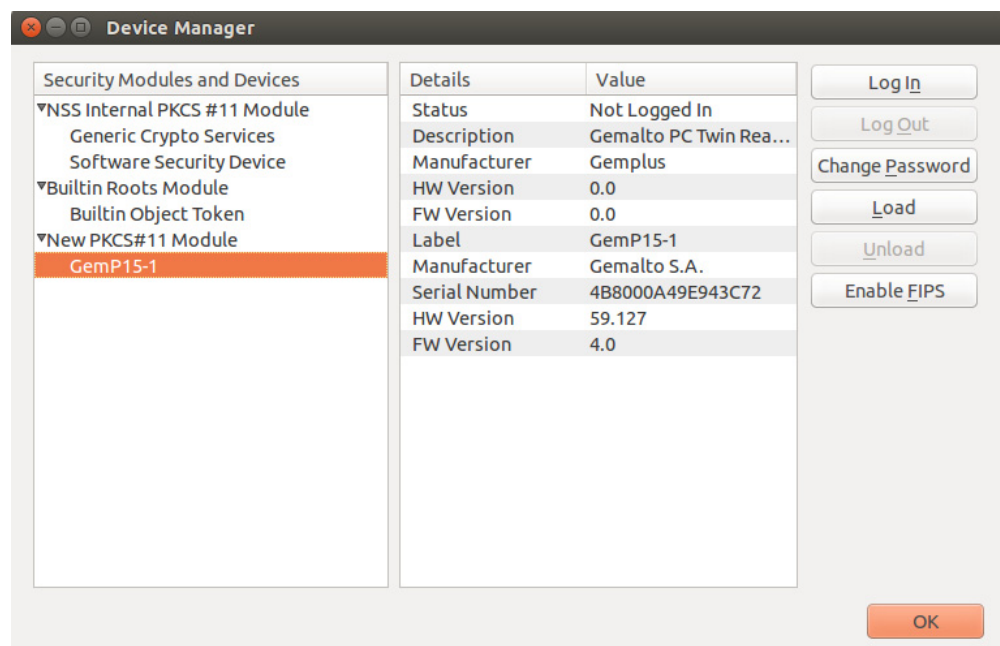 Device Manager
Security Modules and Devices
NSS Internal PKCS #11 Module
Generic Crypto Services
Software Security Device
Builtin Roots Module
Builtin Object Token
New PKCS#11 Module
GemP15-1
Details Value
Status Not Logged In
Description Gemalto PC Twin Rea...
Manufacturer Gemplus
HW Version 0.0
FW Version 0.0
Label GemP15-1
Manufacturer Gemalto S.A.
Serial Number 4B8000A49E943C72
HW Version 59.127
FW Version 4.0
Log In
Log Out
Change Password
Load
Unload
Enable FIPS
OK